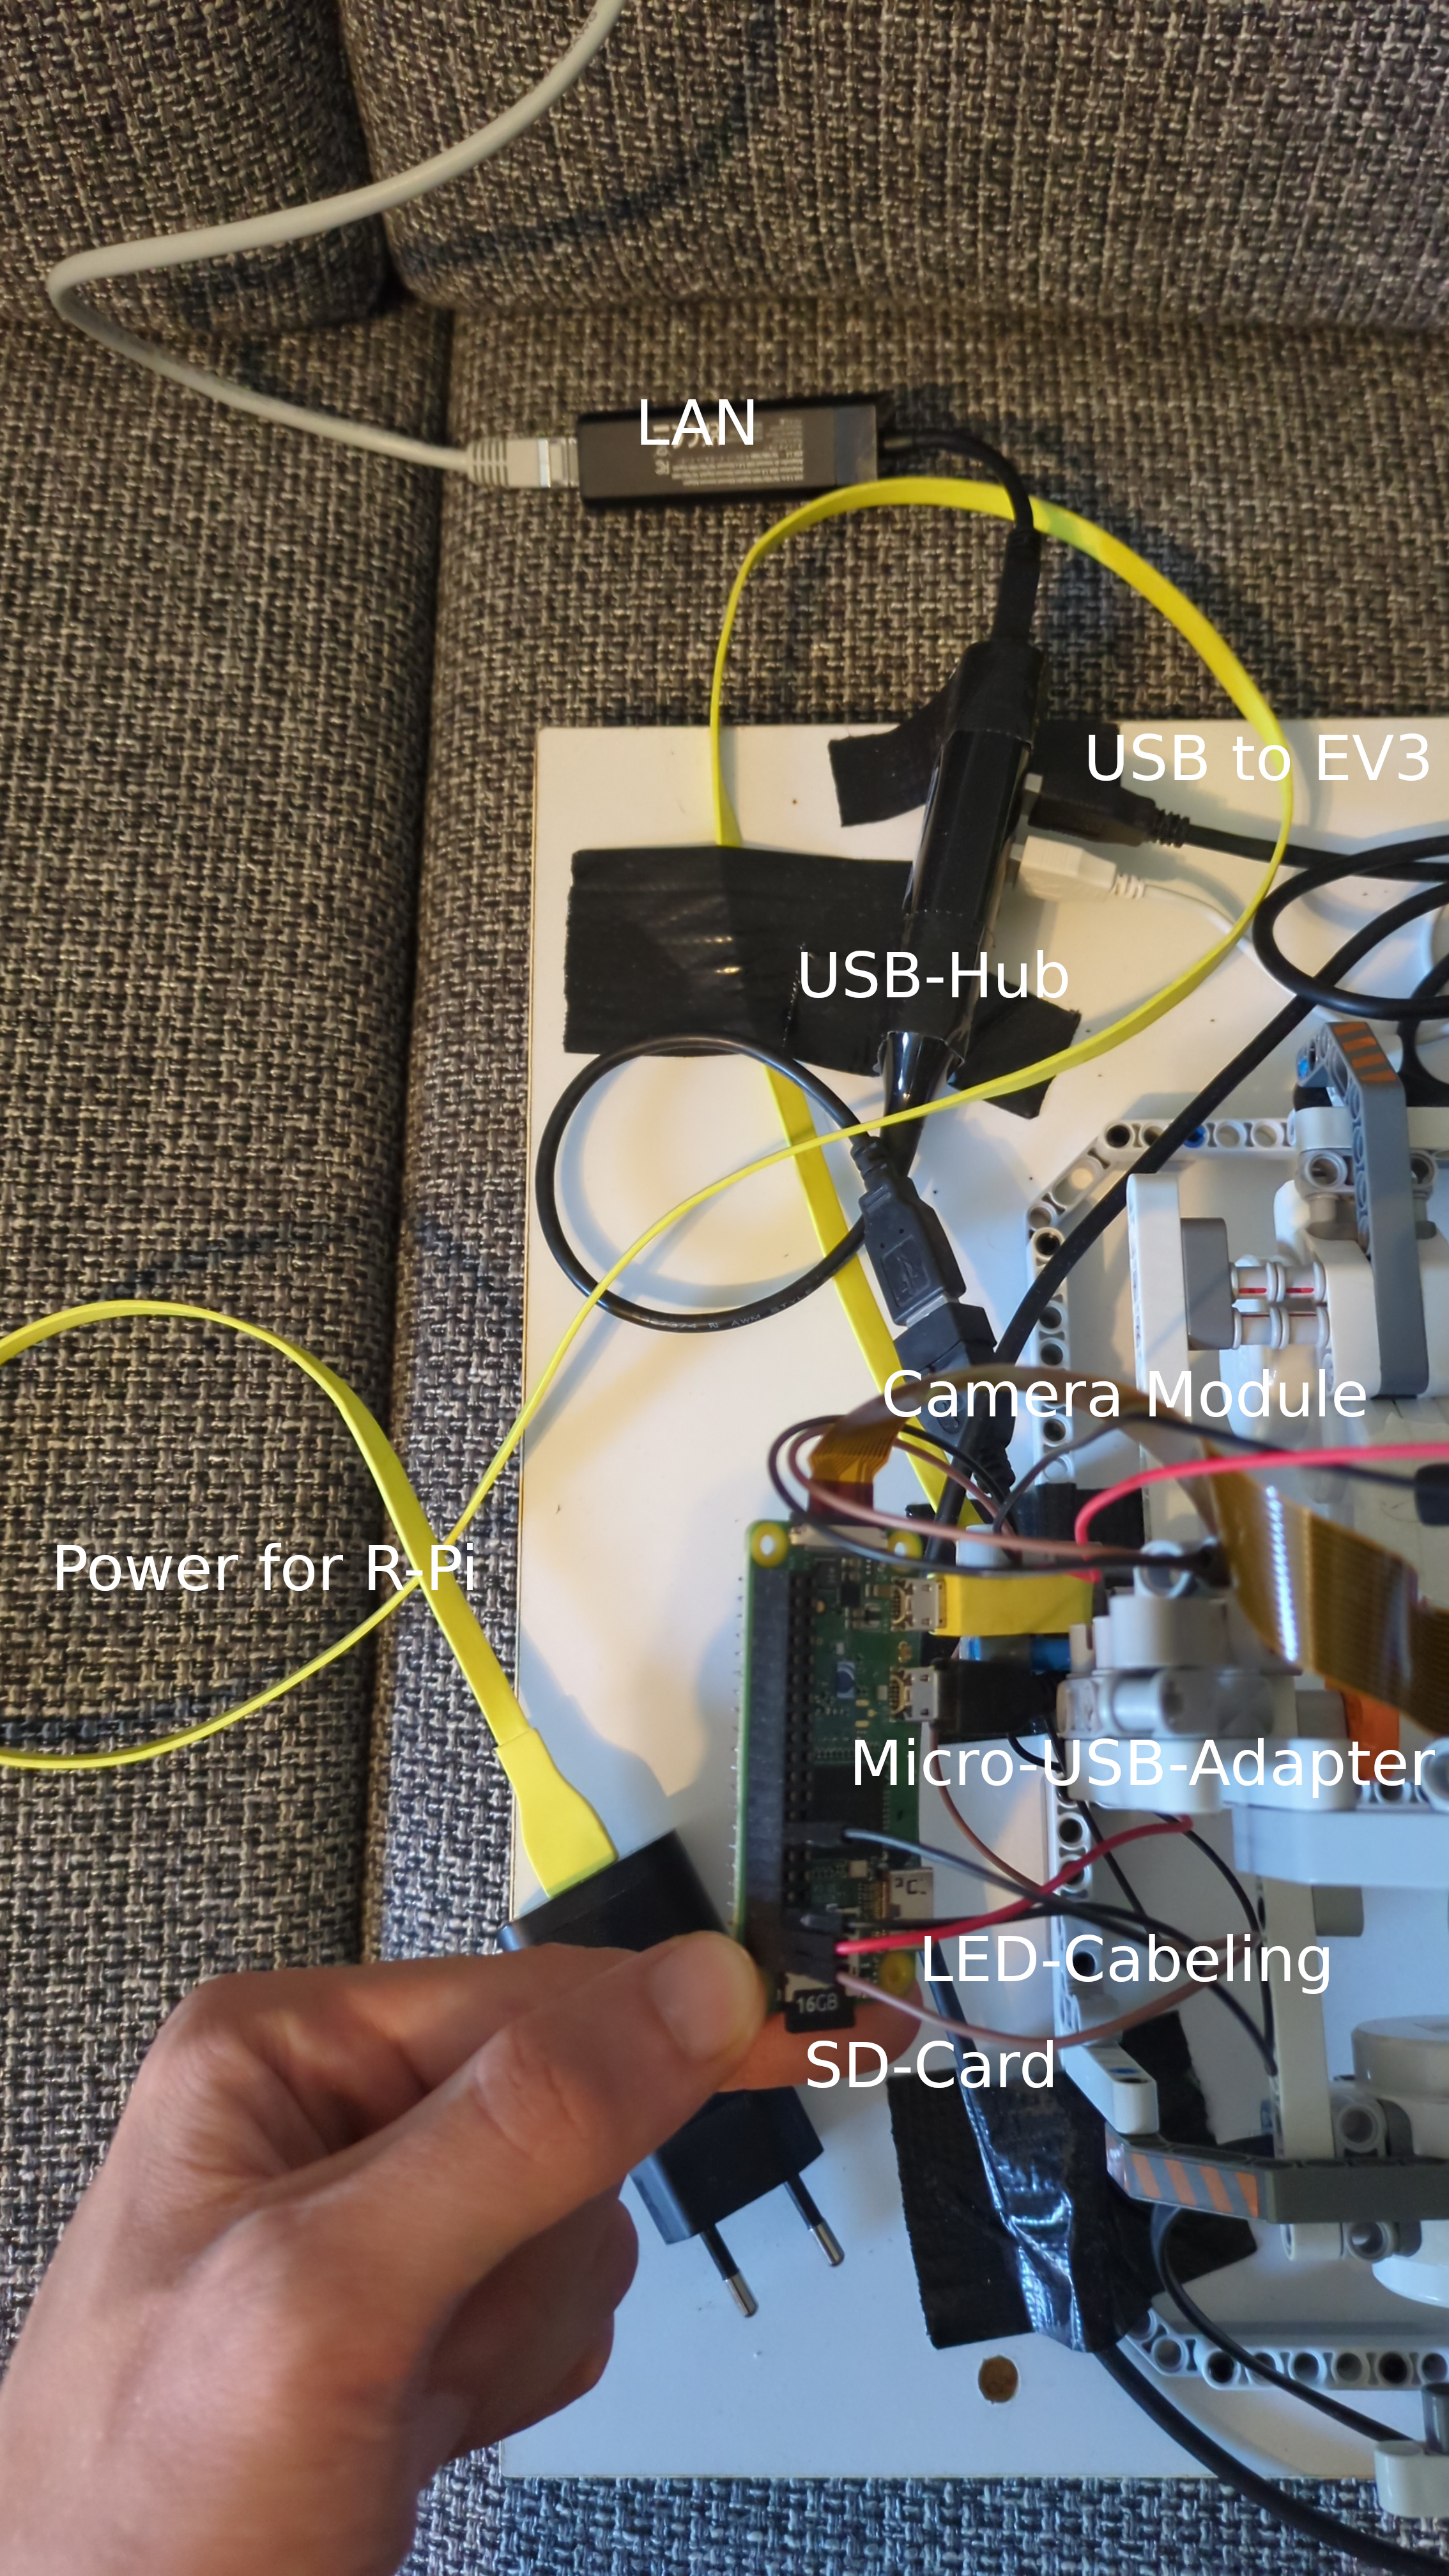 LAN
USB to EV3
USB-Hub
Camera Module
Power for R-Pi
Micro-USB-Adapter
LED-Cabeling
16GB
SD-Card